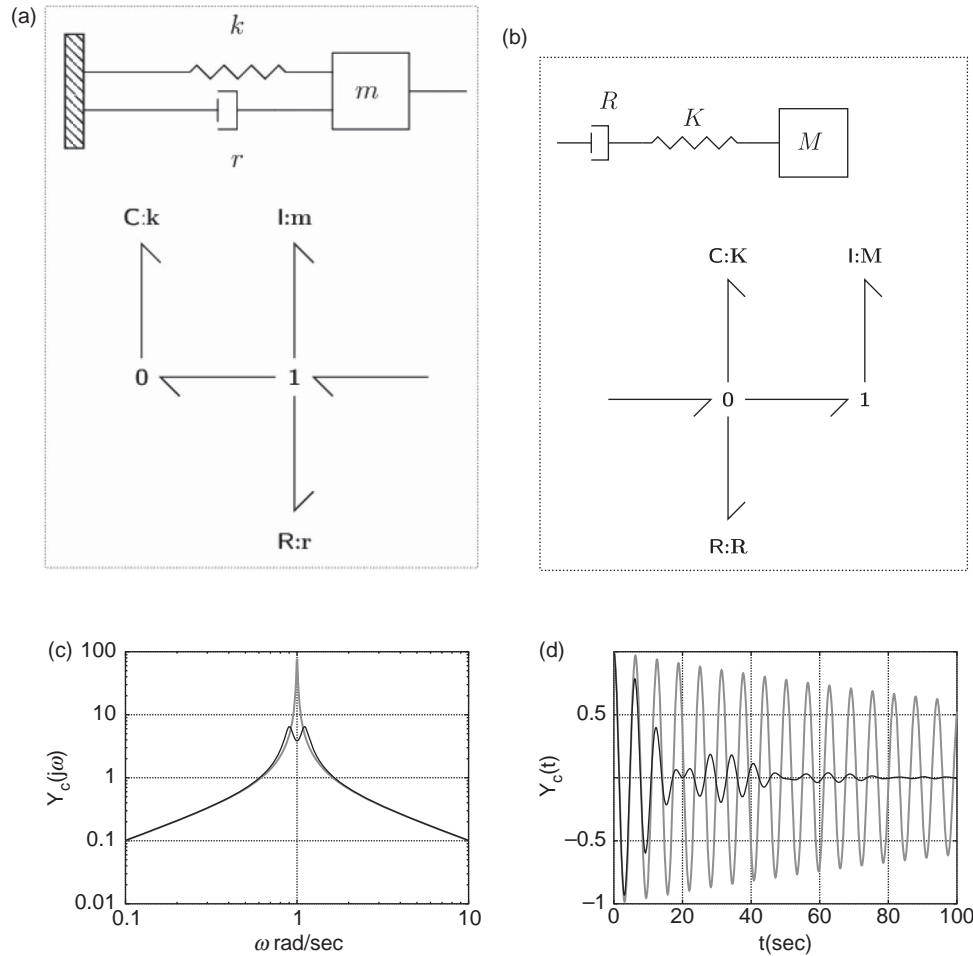 (a)
k
m
r
C:k
I:m
0
1
R:r
(b)
R
K
M
C:K
I:M
0
1
R:R
(c)
100
10
1
0.1
0.01
0.1
1
10
Y_c(jω)
ω rad/sec
(d)
0.5
−0.5
−1
0
20
40
60
80
100
Y_c(t)
t(sec)